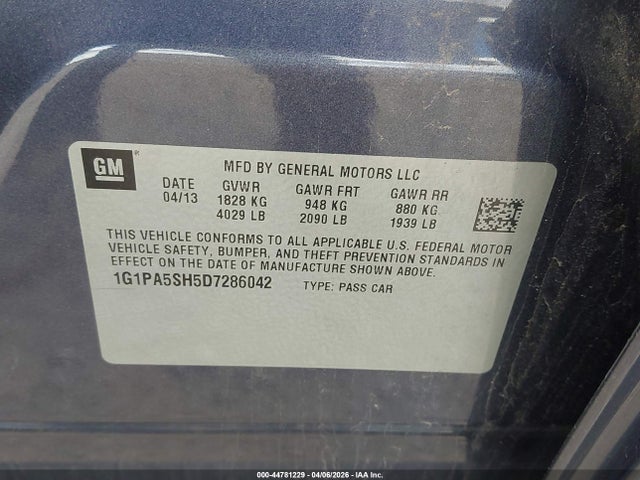 GM
MFD BY GENERAL MOTORS LLC
DATE GVWR GAWR FRT GAWR RR
04/13 1828 KG 948 KG 880 KG
4029 LB 2090 LB 1939 LB
THIS VEHICLE CONFORMS TO ALL APPLICABLE U.S. FEDERAL MOTOR
VEHICLE SAFETY, BUMPER, AND THEFT PREVENTION STANDARDS IN
EFFECT ON THE DATE OF MANUFACTURE SHOWN ABOVE.
1G1PA5SH5D7286042 TYPE: PASS CAR
000-44781229 - 04/06/2026 - IAA Inc.